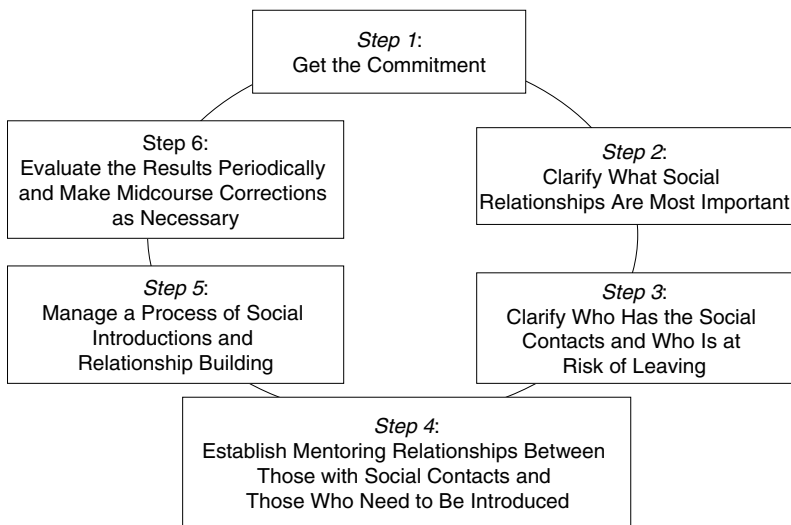 Step 1:
Get the Commitment
Step 2:
Clarify What Social
Relationships Are Most Important
Step 3:
Clarify Who Has the Social
Contacts and Who Is at
Risk of Leaving
Step 4:
Establish Mentoring Relationships Between
Those with Social Contacts and
Those Who Need to Be Introduced
Step 5:
Manage a Process of Social
Introductions and
Relationship Building
Step 6:
Evaluate the Results Periodically
and Make Midcourse Corrections
as Necessary